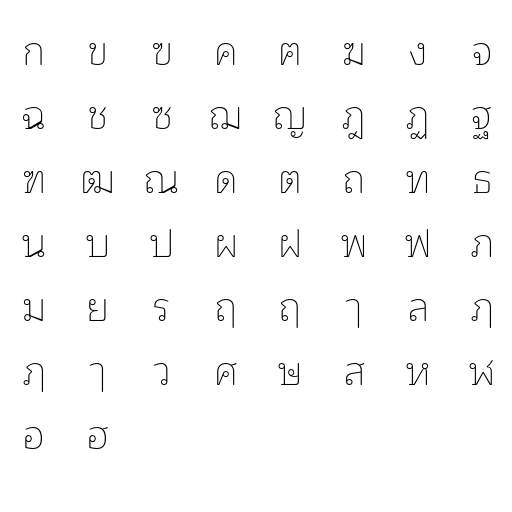 ก ข ฃ ค ฅ ฆ ง จ
ฉ ช ซ ฌ ญ ฎ ฏ ฐ
ฑ ฒ ณ ด ต ถ ท ธ
น บ ป ผ ฝ พ ฟ ภ
ม ย ร ฤ ฤ ๅ ล ฦ
ฦ ๅ ว ศ ษ ส ห ฬ
อ ฮ